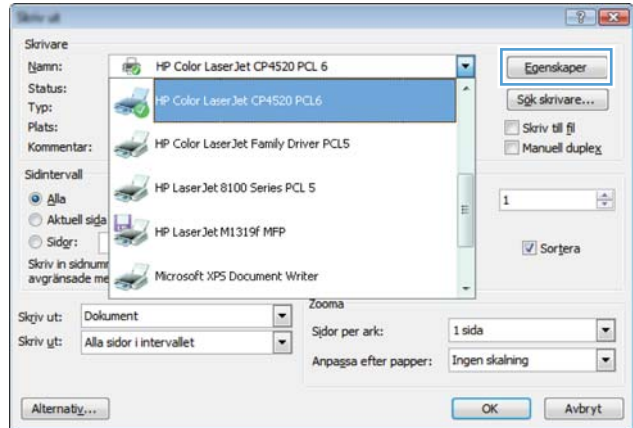 Skriv ut
Skrivare
Namn: HP Color LaserJet CP4520 PCL 6 Egenskaper
Status:
HP Color LaserJet CP4520 PCL6 Sök skrivare...
Typ:
Plats: Skriv till fil
HP Color LaserJet Family Driver PCL5
Kommentar: Manuell duplex
Sidintervall
HP LaserJet 8100 Series PCL 5
Alla 1
Aktuell sida
HP LaserJet M1319f MFP
Sidor: Sortera
Skriv in sidnumr
Microsoft XPS Document Writer
avgränsade me
Zooma
Skriv ut: Dokument
Sidor per ark: 1 sida
Skriv ut: Alla sidor i intervallet
Anpassa efter papper: Ingen skalning
Alternativ... OK Avbryt